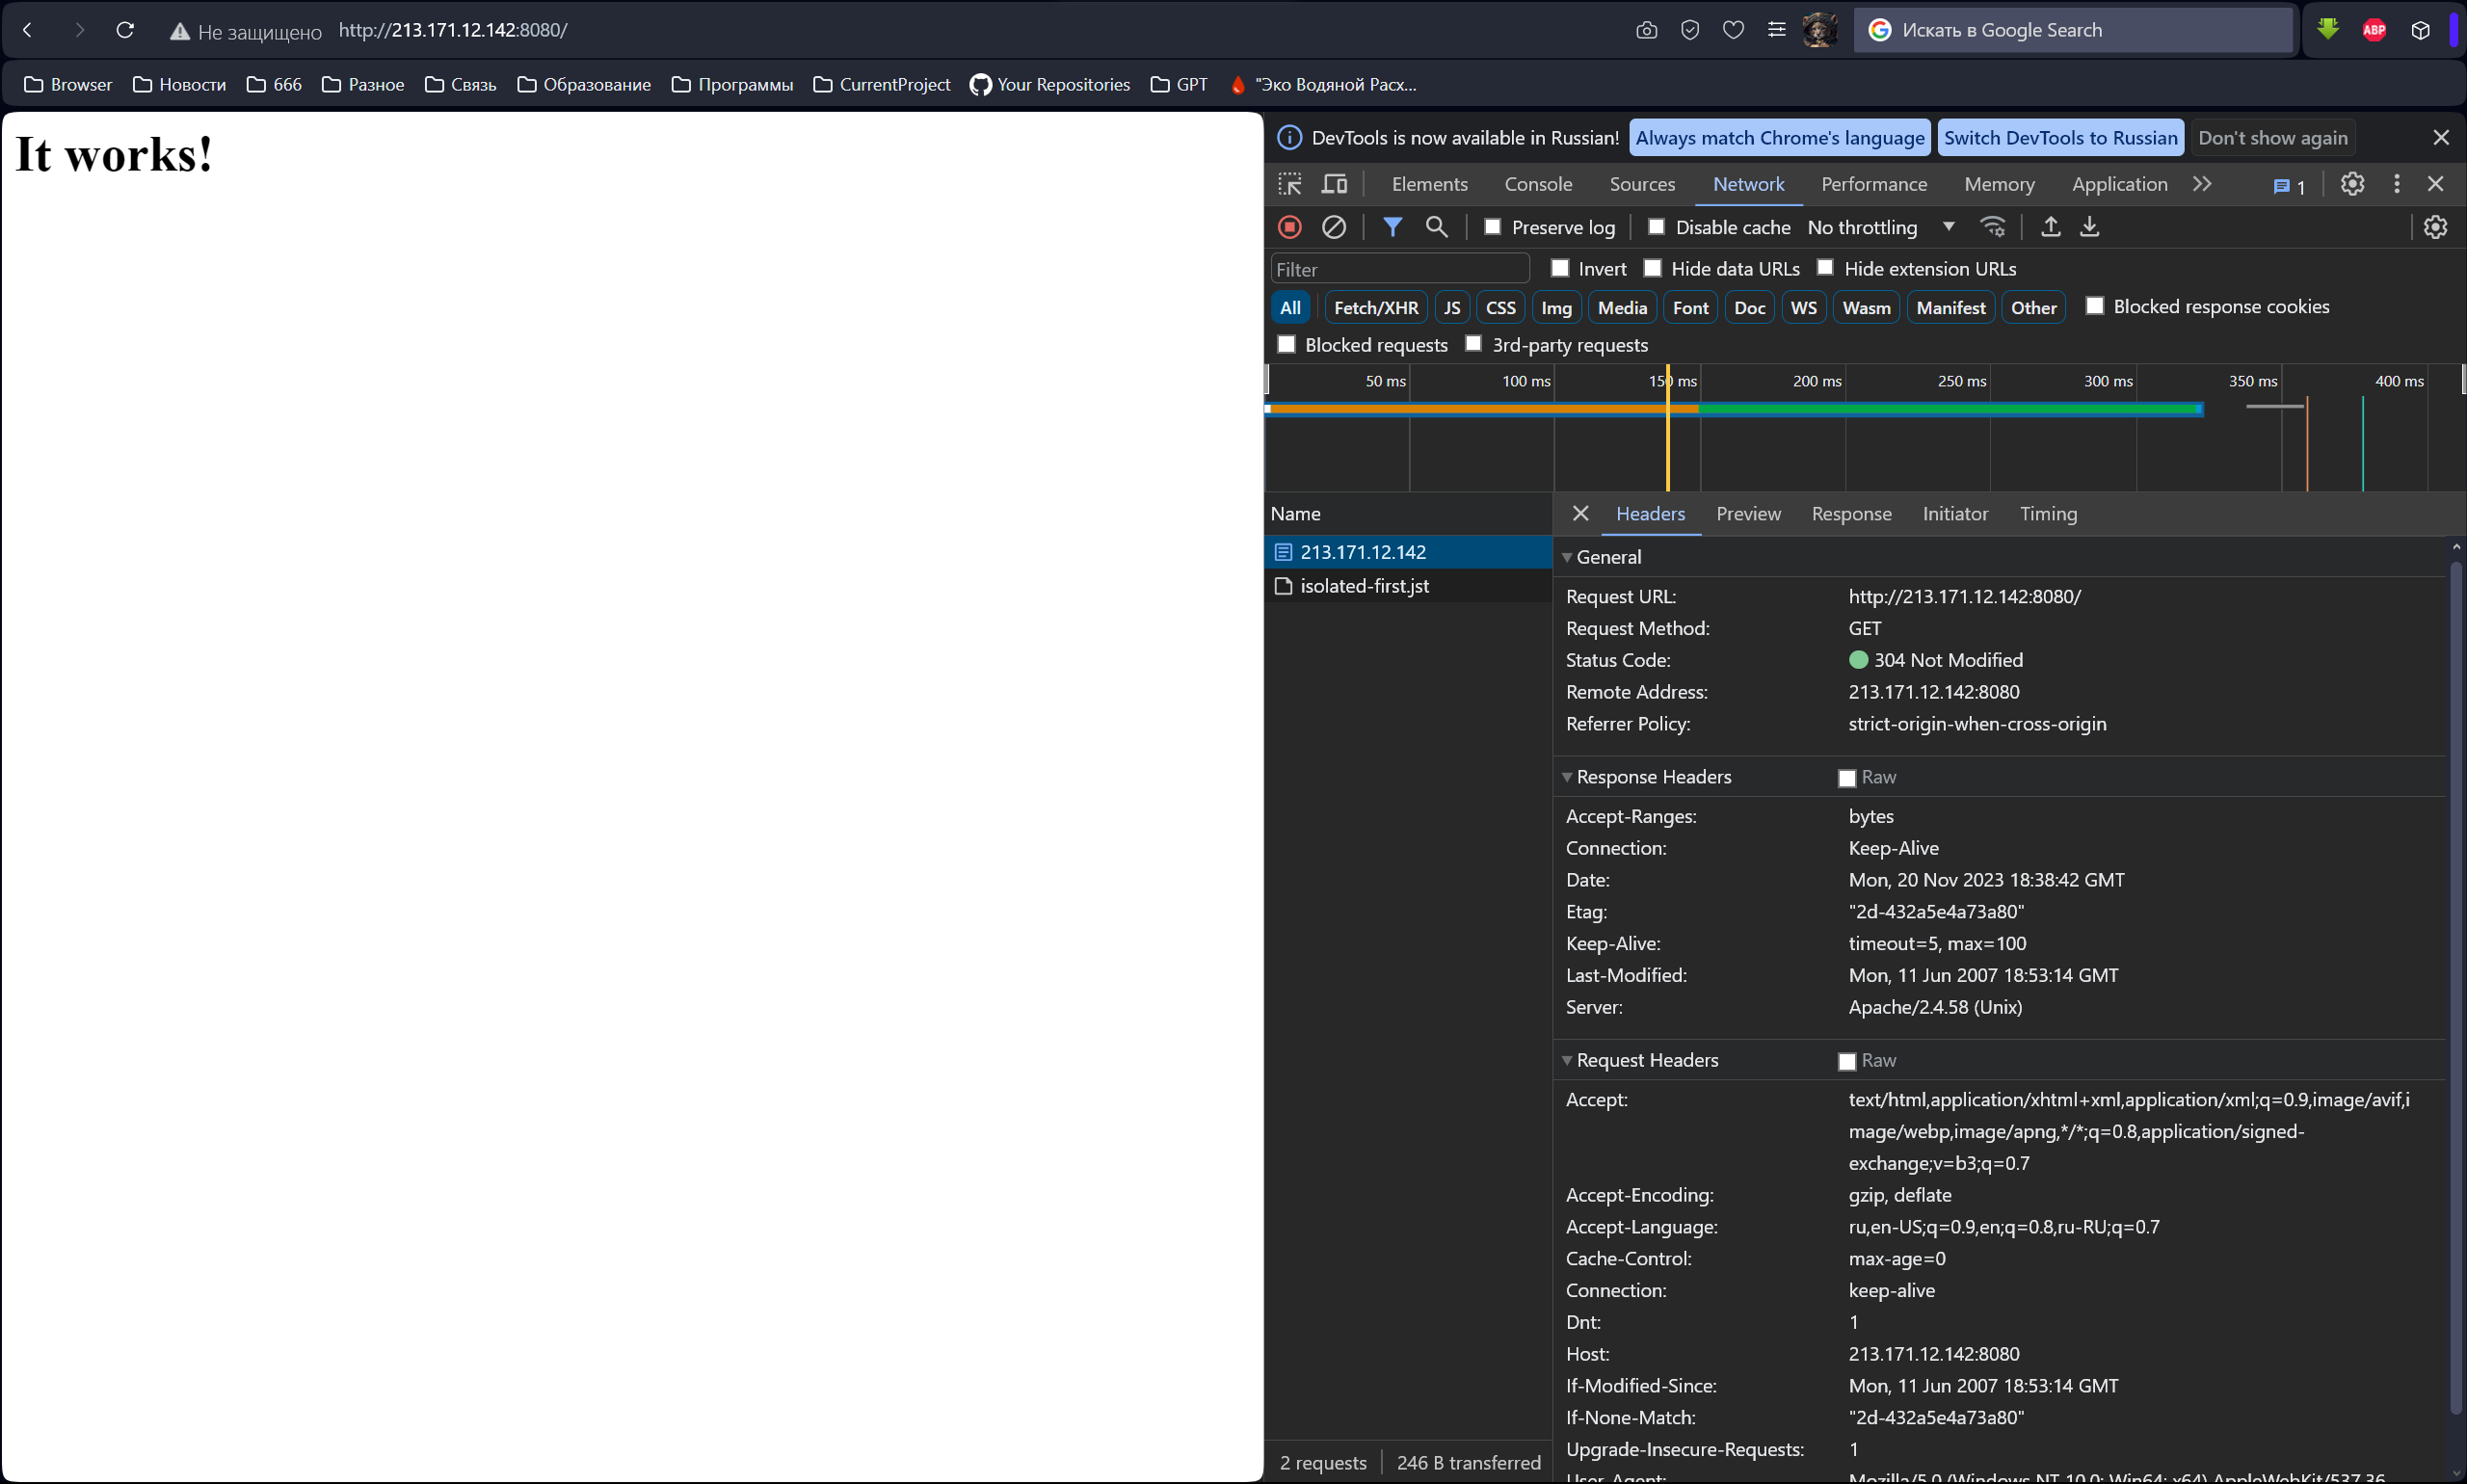 Не защищено http://213.171.12.142:8080/
Искать в Google Search
ABP
Browser Новости 666 Разное Связь Образование Программы CurrentProject Your Repositories GPT "Эко Водяной Расх...
It works!
DevTools is now available in Russian! Always match Chrome's language Switch DevTools to Russian Don't show again
Elements Console Sources Network Performance Memory Application 1
Preserve log Disable cache No throttling
Filter Invert Hide data URLs Hide extension URLs
All Fetch/XHR JS CSS Img Media Font Doc WS Wasm Manifest Other Blocked response cookies
Blocked requests 3rd-party requests
50 ms 100 ms 150 ms 200 ms 250 ms 300 ms 350 ms 400 ms
Name
213.171.12.142
isolated-first.jst
Headers Preview Response Initiator Timing
General
Request URL: http://213.171.12.142:8080/
Request Method: GET
Status Code: 304 Not Modified
Remote Address: 213.171.12.142:8080
Referrer Policy: strict-origin-when-cross-origin
Response Headers Raw
Accept-Ranges: bytes
Connection: Keep-Alive
Date: Mon, 20 Nov 2023 18:38:42 GMT
Etag: "2d-432a5e4a73a80"
Keep-Alive: timeout=5, max=100
Last-Modified: Mon, 11 Jun 2007 18:53:14 GMT
Server: Apache/2.4.58 (Unix)
Request Headers Raw
Accept: text/html,application/xhtml+xml,application/xml;q=0.9,image/avif,i
mage/webp,image/apng,*/*;q=0.8,application/signed-
exchange;v=b3;q=0.7
Accept-Encoding: gzip, deflate
Accept-Language: ru,en-US;q=0.9,en;q=0.8,ru-RU;q=0.7
Cache-Control: max-age=0
Connection: keep-alive
Dnt: 1
Host: 213.171.12.142:8080
If-Modified-Since: Mon, 11 Jun 2007 18:53:14 GMT
If-None-Match: "2d-432a5e4a73a80"
Upgrade-Insecure-Requests: 1
User-Agent: Mozilla/5.0 (Windows NT 10.0; Win64; x64) AppleWebKit/537.36
2 requests 246 B transferred